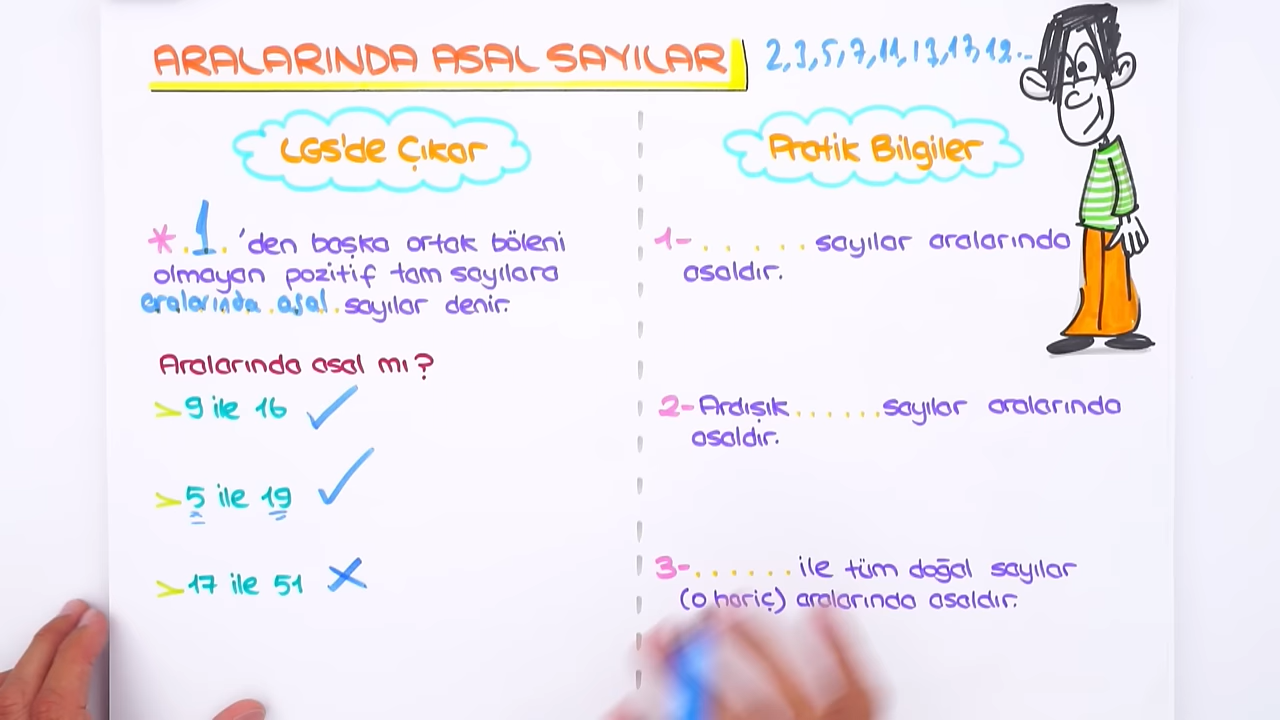 ARALARINDA ASAL SAYILAR
2,3,5,7,11,13,17,19...
LGS'de Çıkar
*.1.'den başka ortak böleni
olmayan pozitif tam sayılara
aralarında asal.sayılar denir.
Aralarında asal mı?
>9 ile 16 ✓
>5 ile 19 ✓
>17 ile 51 ✗
Pratik Bilgiler
1-. . . . . . sayılar aralarında
asaldır.
2-Ardışık......sayılar aralarında
asaldır.
3-.......ile tüm doğal sayılar
(0 hariç) aralarında asaldır.